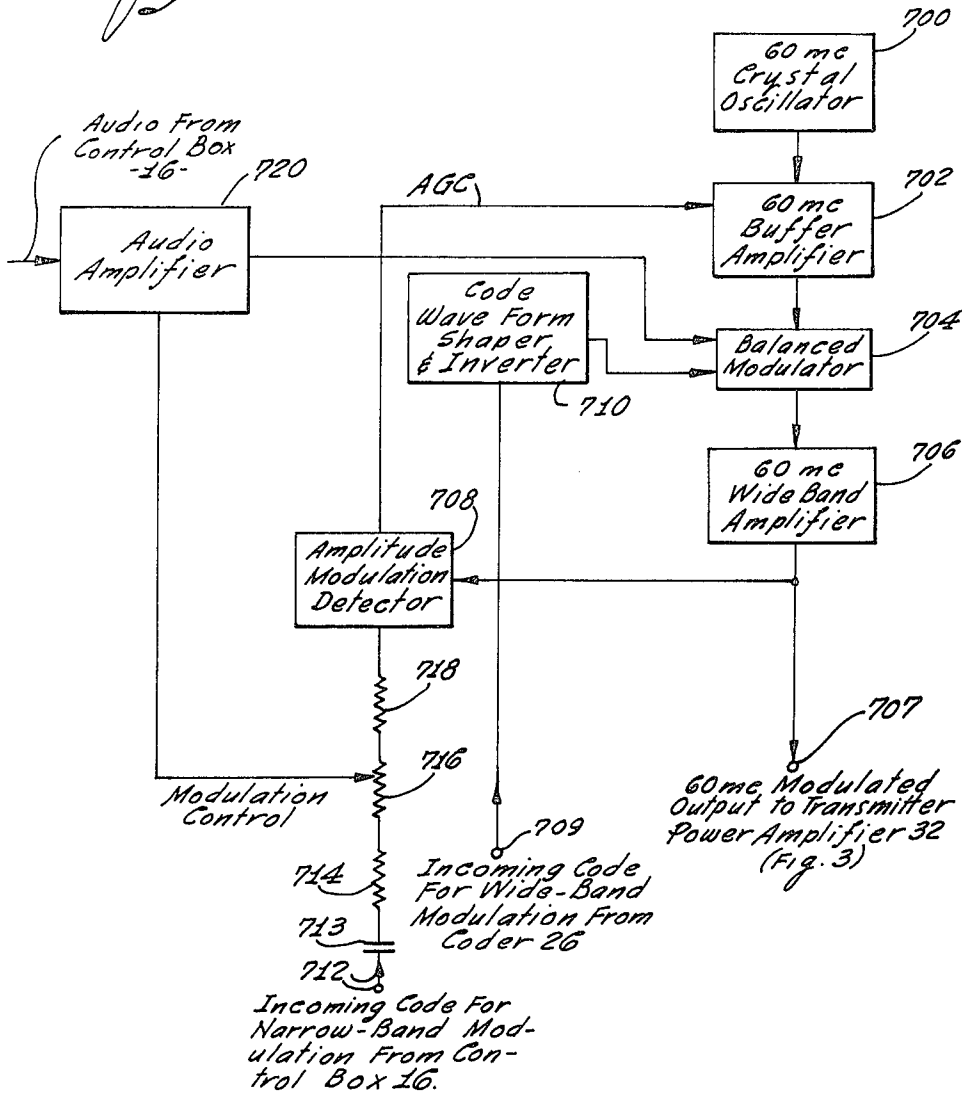 700
60 mc
Crystal
Oscillator
Audio From
Control Box
-16-
720
AGC
702
60 mc
Buffer
Amplifier
Audio
Amplifier
Code
Wave Form
Shaper
& Inverter
710
704
Balanced
Modulator
706
60 mc
Wide Band
Amplifier
708
Amplitude
Modulation
Detector
718
716
Modulation
Control
707
60mc Modulated
Output to Transmitter
Power Amplifier 32
(Fig. 3)
709
Incoming Code
For Wide-Band
Modulation From
Coder 26
714
713
712
Incoming Code For
Narrow-Band Mod-
ulation From Con-
trol Box 16.